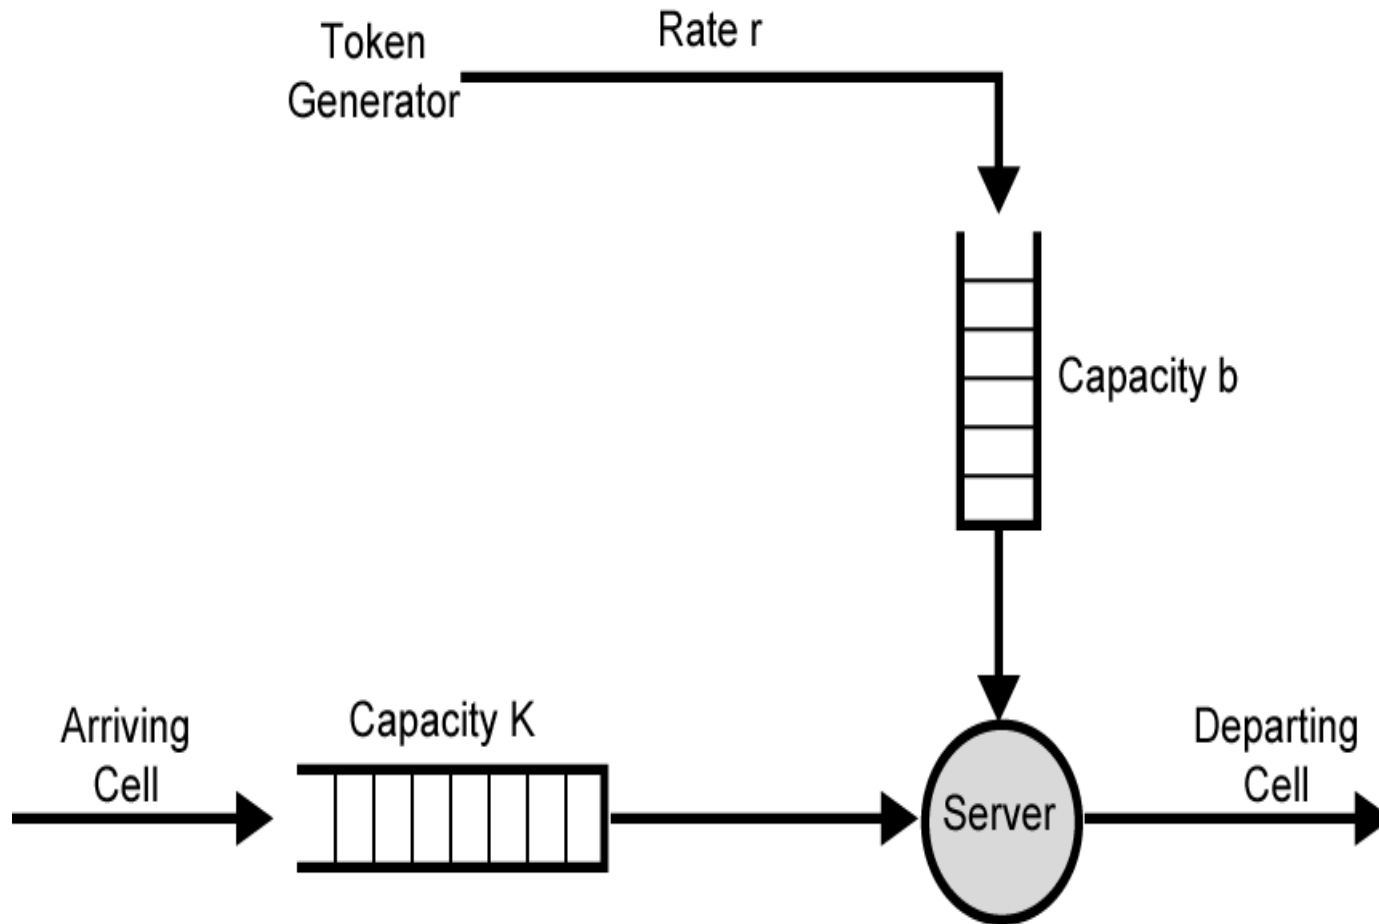 Token
Generator
Rate r
Capacity b
Arriving
Cell
Capacity K
Server
Departing
Cell